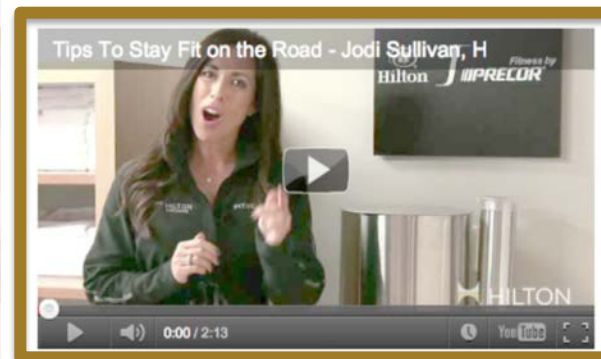 Tips To Stay Fit on the Road - Jodi Sullivan, H
Fitness by
Hilton PRECOR
HILTON
HILTON
0:00 / 2:13
YouTube